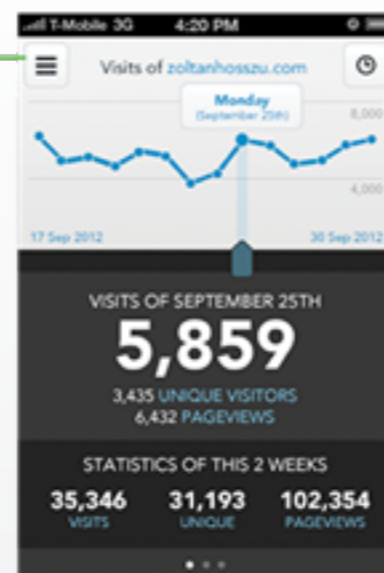 T-Mobile 3G 4:20 PM
Visits of zoltanhosszu.com
Monday
(September 25th)
8,000
4,000
17 Sep 2012 30 Sep 2012
VISITS OF SEPTEMBER 25TH
5,859
3,435 UNIQUE VISITORS
6,432 PAGEVIEWS
STATISTICS OF THIS 2 WEEKS
35,346 31,193 102,354
VISITS UNIQUE PAGEVIEWS